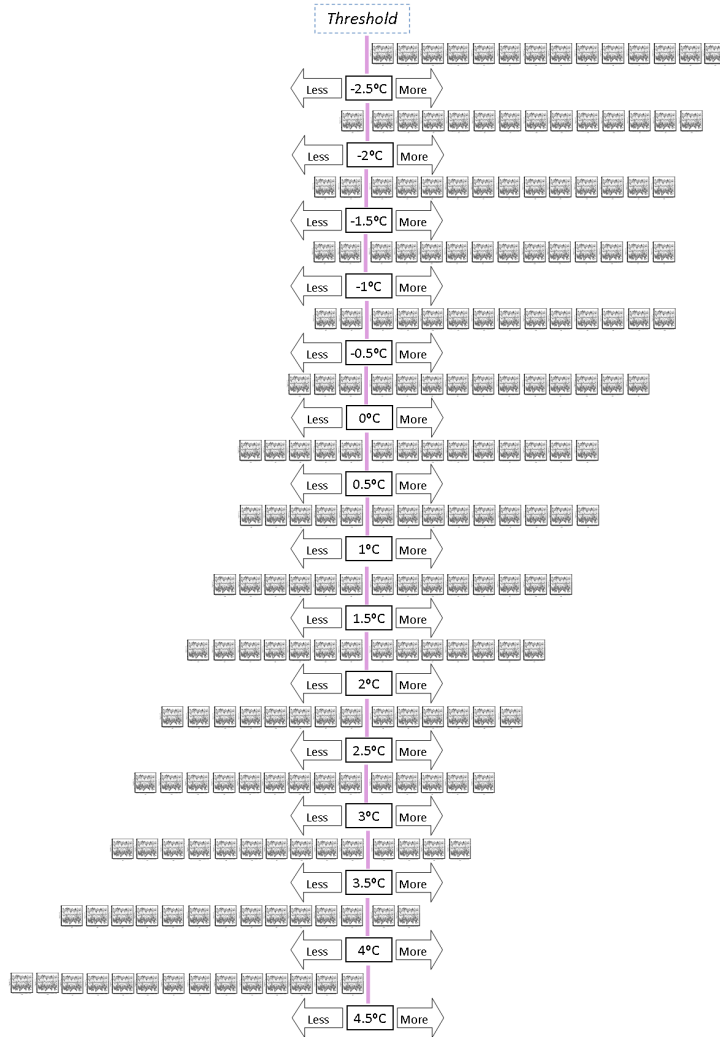 Threshold
Less -2.5ºC More
Less -2ºC More
Less -1.5ºC More
Less -1ºC More
Less -0.5ºC More
Less 0ºC More
Less 0.5ºC More
Less 1ºC More
Less 1.5ºC More
Less 2ºC More
Less 2.5ºC More
Less 3ºC More
Less 3.5ºC More
Less 4ºC More
Less 4.5ºC More